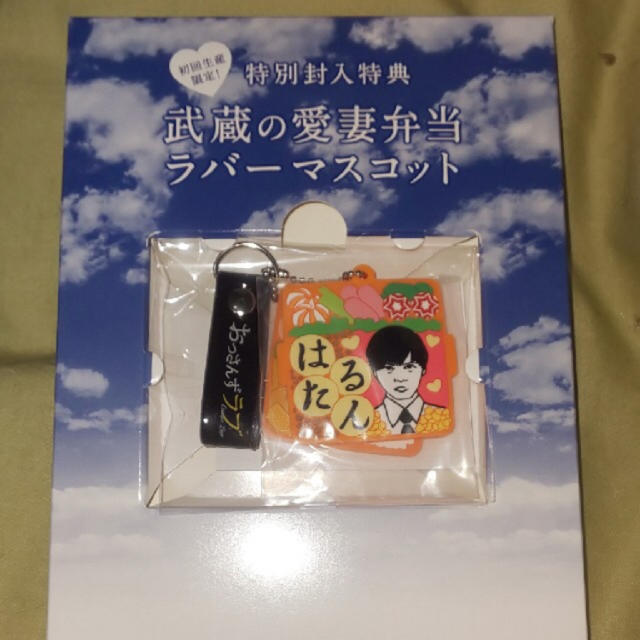 初回生産
限定!
特別封入特典
武蔵の愛妻弁当
ラバーマスコット
おっさんずラブ
はるたん